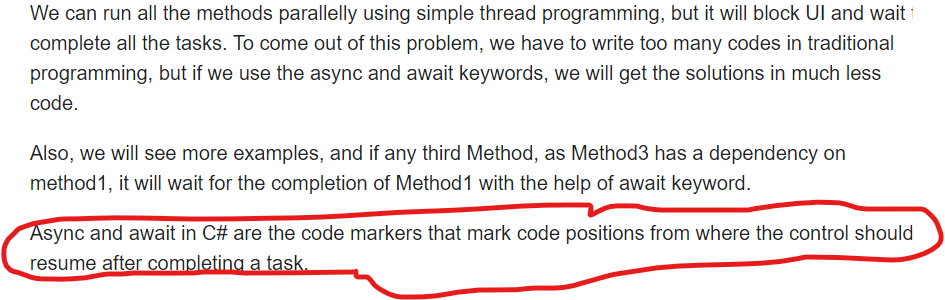 We can run all the methods parallelly using simple thread programming, but it will block UI and wait
complete all the tasks. To come out of this problem, we have to write too many codes in traditional
programming, but if we use the async and await keywords, we will get the solutions in much less
code.
Also, we will see more examples, and if any third Method, as Method3 has a dependency on
method1, it will wait for the completion of Method1 with the help of await keyword.
Async and await in C# are the code markers that mark code positions from where the control should
resume after completing a task.